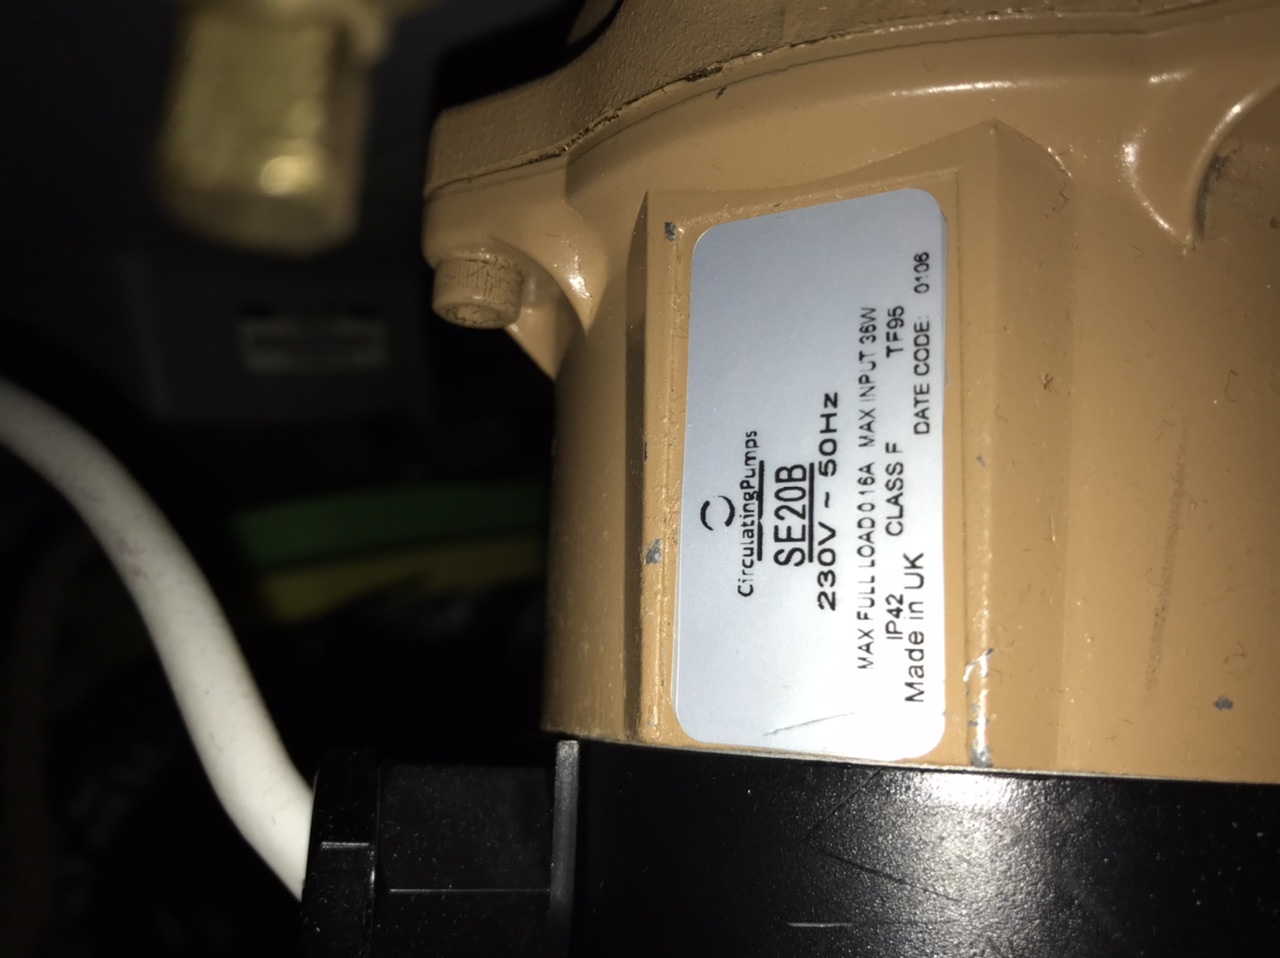 CirculatingPumps
SE20B
230V ~ 50Hz
MAX FULL LOAD 0.16A MAX INPUT 36W
IP42 CLASS F TF95
Made in UK DATE CODE: 0106